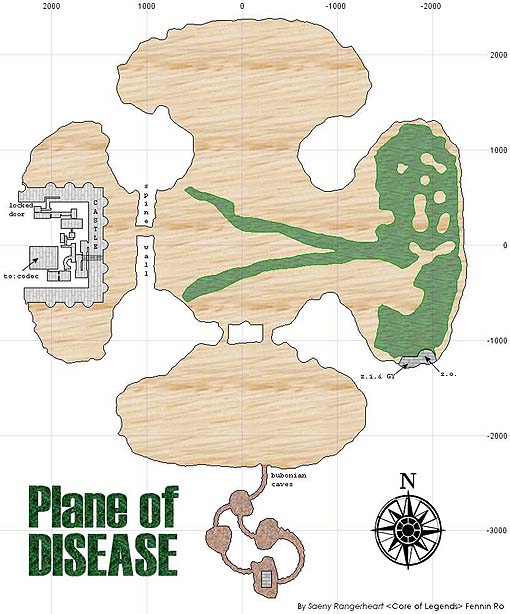 2000 1000 0 -1000 -2000
2000
1000
0
-1000
-2000
-3000
spine wall
CASTLE
locked
door
to:codec
z.i.& GY
z.o.
bubonian
caves
N
Plane of
DISEASE
By Saeny Rangerheart <Core of Legends> Fennin Ro